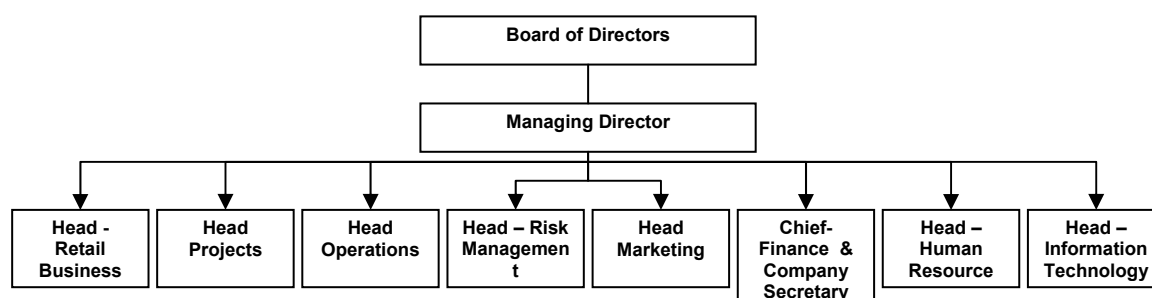 Board of Directors
Managing Director
Head -
Retail
Business
Head
Projects
Head
Operations
Head – Risk
Managemen
t
Head
Marketing
Chief-
Finance &
Company
Secretary
Head –
Human
Resource
Head –
Information
Technology